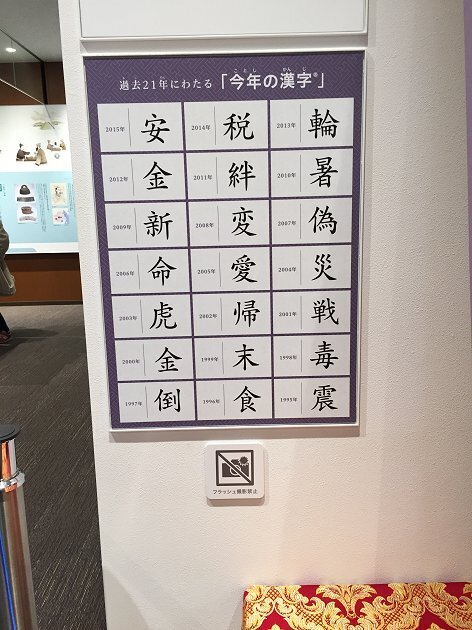 過去21年にわたる「今年の漢字®」
ことし かんじ
2015年 安 2014年 税 2013年 輪
2012年 金 2011年 絆 2010年 暑
2009年 新 2008年 変 2007年 偽
2006年 命 2005年 愛 2004年 災
2003年 虎 2002年 帰 2001年 戦
2000年 金 1999年 末 1998年 毒
1997年 倒 1996年 食 1995年 震
フラッシュ撮影禁止